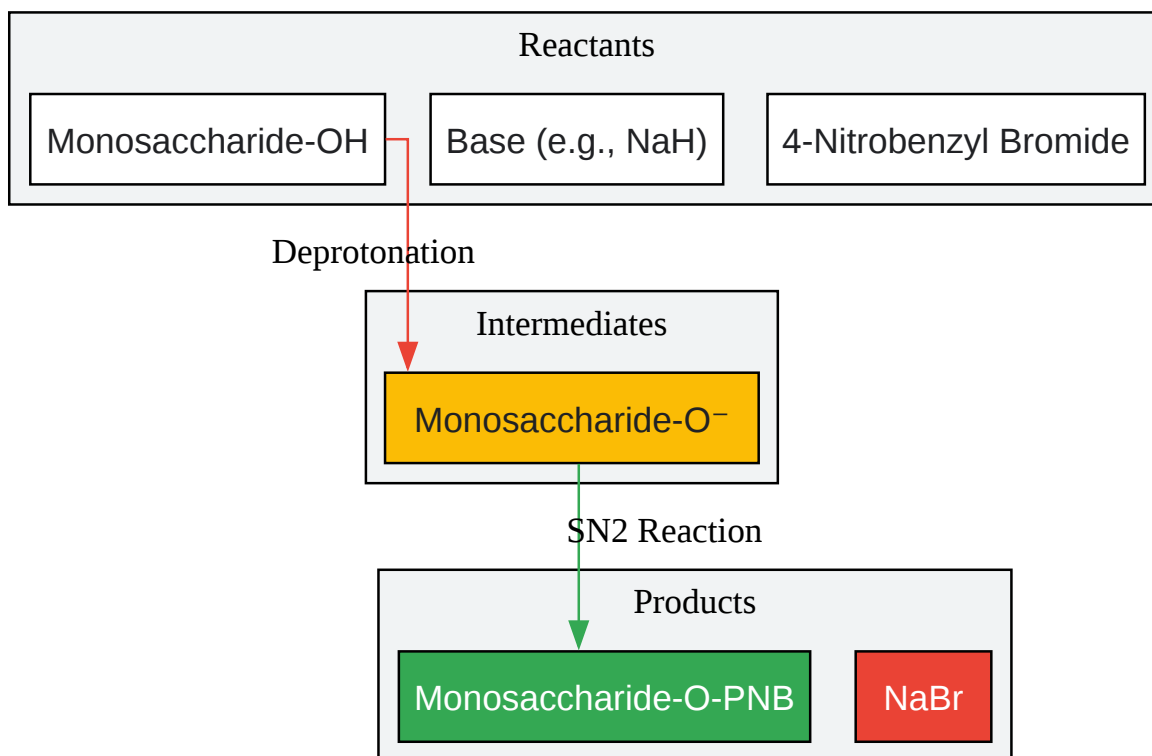 Reactants
Monosaccharide-OH
Base (e.g., NaH)
4-Nitrobenzyl Bromide
Deprotonation
Intermediates
Monosaccharide-O⁻
SN2 Reaction
Products
Monosaccharide-O-PNB
NaBr